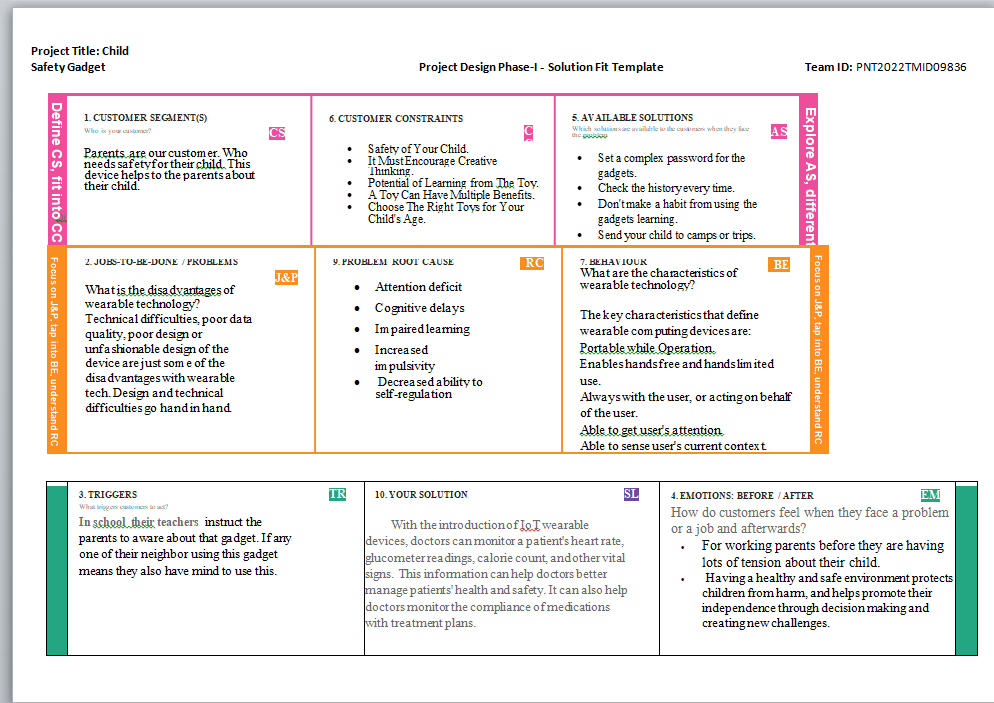 Project Title: Child
Safety Gadget
Project Design Phase-I - Solution Fit Template
Team ID: PNT2022TMID09836
Define CS, fit into CC
1. CUSTOMER SEGMENT(S)
Who is your customer?
CS
Parents are our customer. Who
needs safety for their child. This
device helps to the parents about
their child.
6. CUSTOMER CONSTRAINTS
C
• Safety of Your Child.
• It Must Encourage Creative
Thinking.
• Potential of Learning from The Toy.
• A Toy Can Have Multiple Benefits.
• Choose The Right Toys for Your
Child's Age.
5. AVAILABLE SOLUTIONS
Which solutions are available to the customers when they face
the
AS
• Set a complex password for the
gadgets.
• Check the history every time.
• Don't make a habit from using the
gadgets learning.
• Send your child to camps or trips.
Explore AS, different
Focus on J&P, tap into BE, understand RC
2. JOBS-TO-BE-DONE / PROBLEMS
J&P
What is the disadvantages of
wearable technology?
Technical difficulties, poor data
quality, poor design or
unfashionable design of the
device are just some of the
disadvantages with wearable
tech. Design and technical
difficulties go hand in hand.
9. PROBLEM ROOT CAUSE
RC
• Attention deficit
• Cognitive delays
• Impaired learning
• Increased
impulsivity
• Decreased ability to
self-regulation
7. BEHAVIOUR
BE
What are the characteristics of
wearable technology?
The key characteristics that define
wearable computing devices are:
Portable while Operation.
Enables hands free and hands limited
use.
Always with the user, or acting on behalf
of the user.
Able to get user's attention.
Able to sense user's current context.
Focus on J&P, tap into BE, understand RC
3. TRIGGERS
TR
What triggers customers to act?
In school their teachers instruct the
parents to aware about that gadget. If any
one of their neighbor using this gadget
means they also have mind to use this.
10. YOUR SOLUTION
SL
With the introduction of IoT wearable
devices, doctors can monitor a patient's heart rate,
glucometer readings, calorie count, and other vital
signs. This information can help doctors better
manage patients' health and safety. It can also help
doctors monitor the compliance of medications
with treatment plans.
4. EMOTIONS: BEFORE / AFTER
EM
How do customers feel when they face a problem
or a job and afterwards?
• For working parents before they are having
lots of tension about their child.
• Having a healthy and safe environment protects
children from harm, and helps promote their
independence through decision making and
creating new challenges.